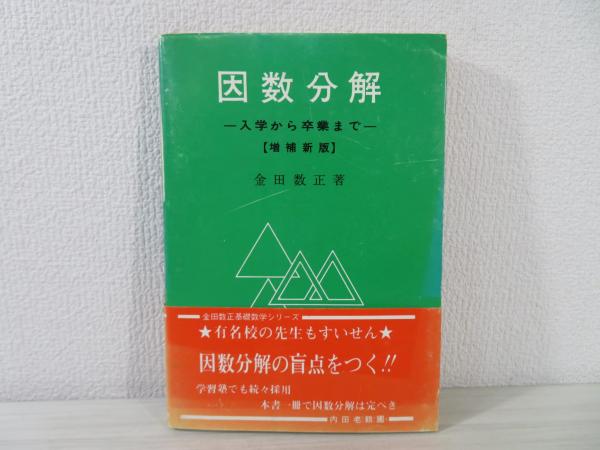 因数分解
―入学から卒業まで―
【増補新版】
金田数正著
金田数正基礎数学シリーズ
★有名校の先生もすいせん★
因数分解の盲点をつく!!
学習塾でも続々採用
本書一冊で因数分解は完ぺき
内田老鶴圃